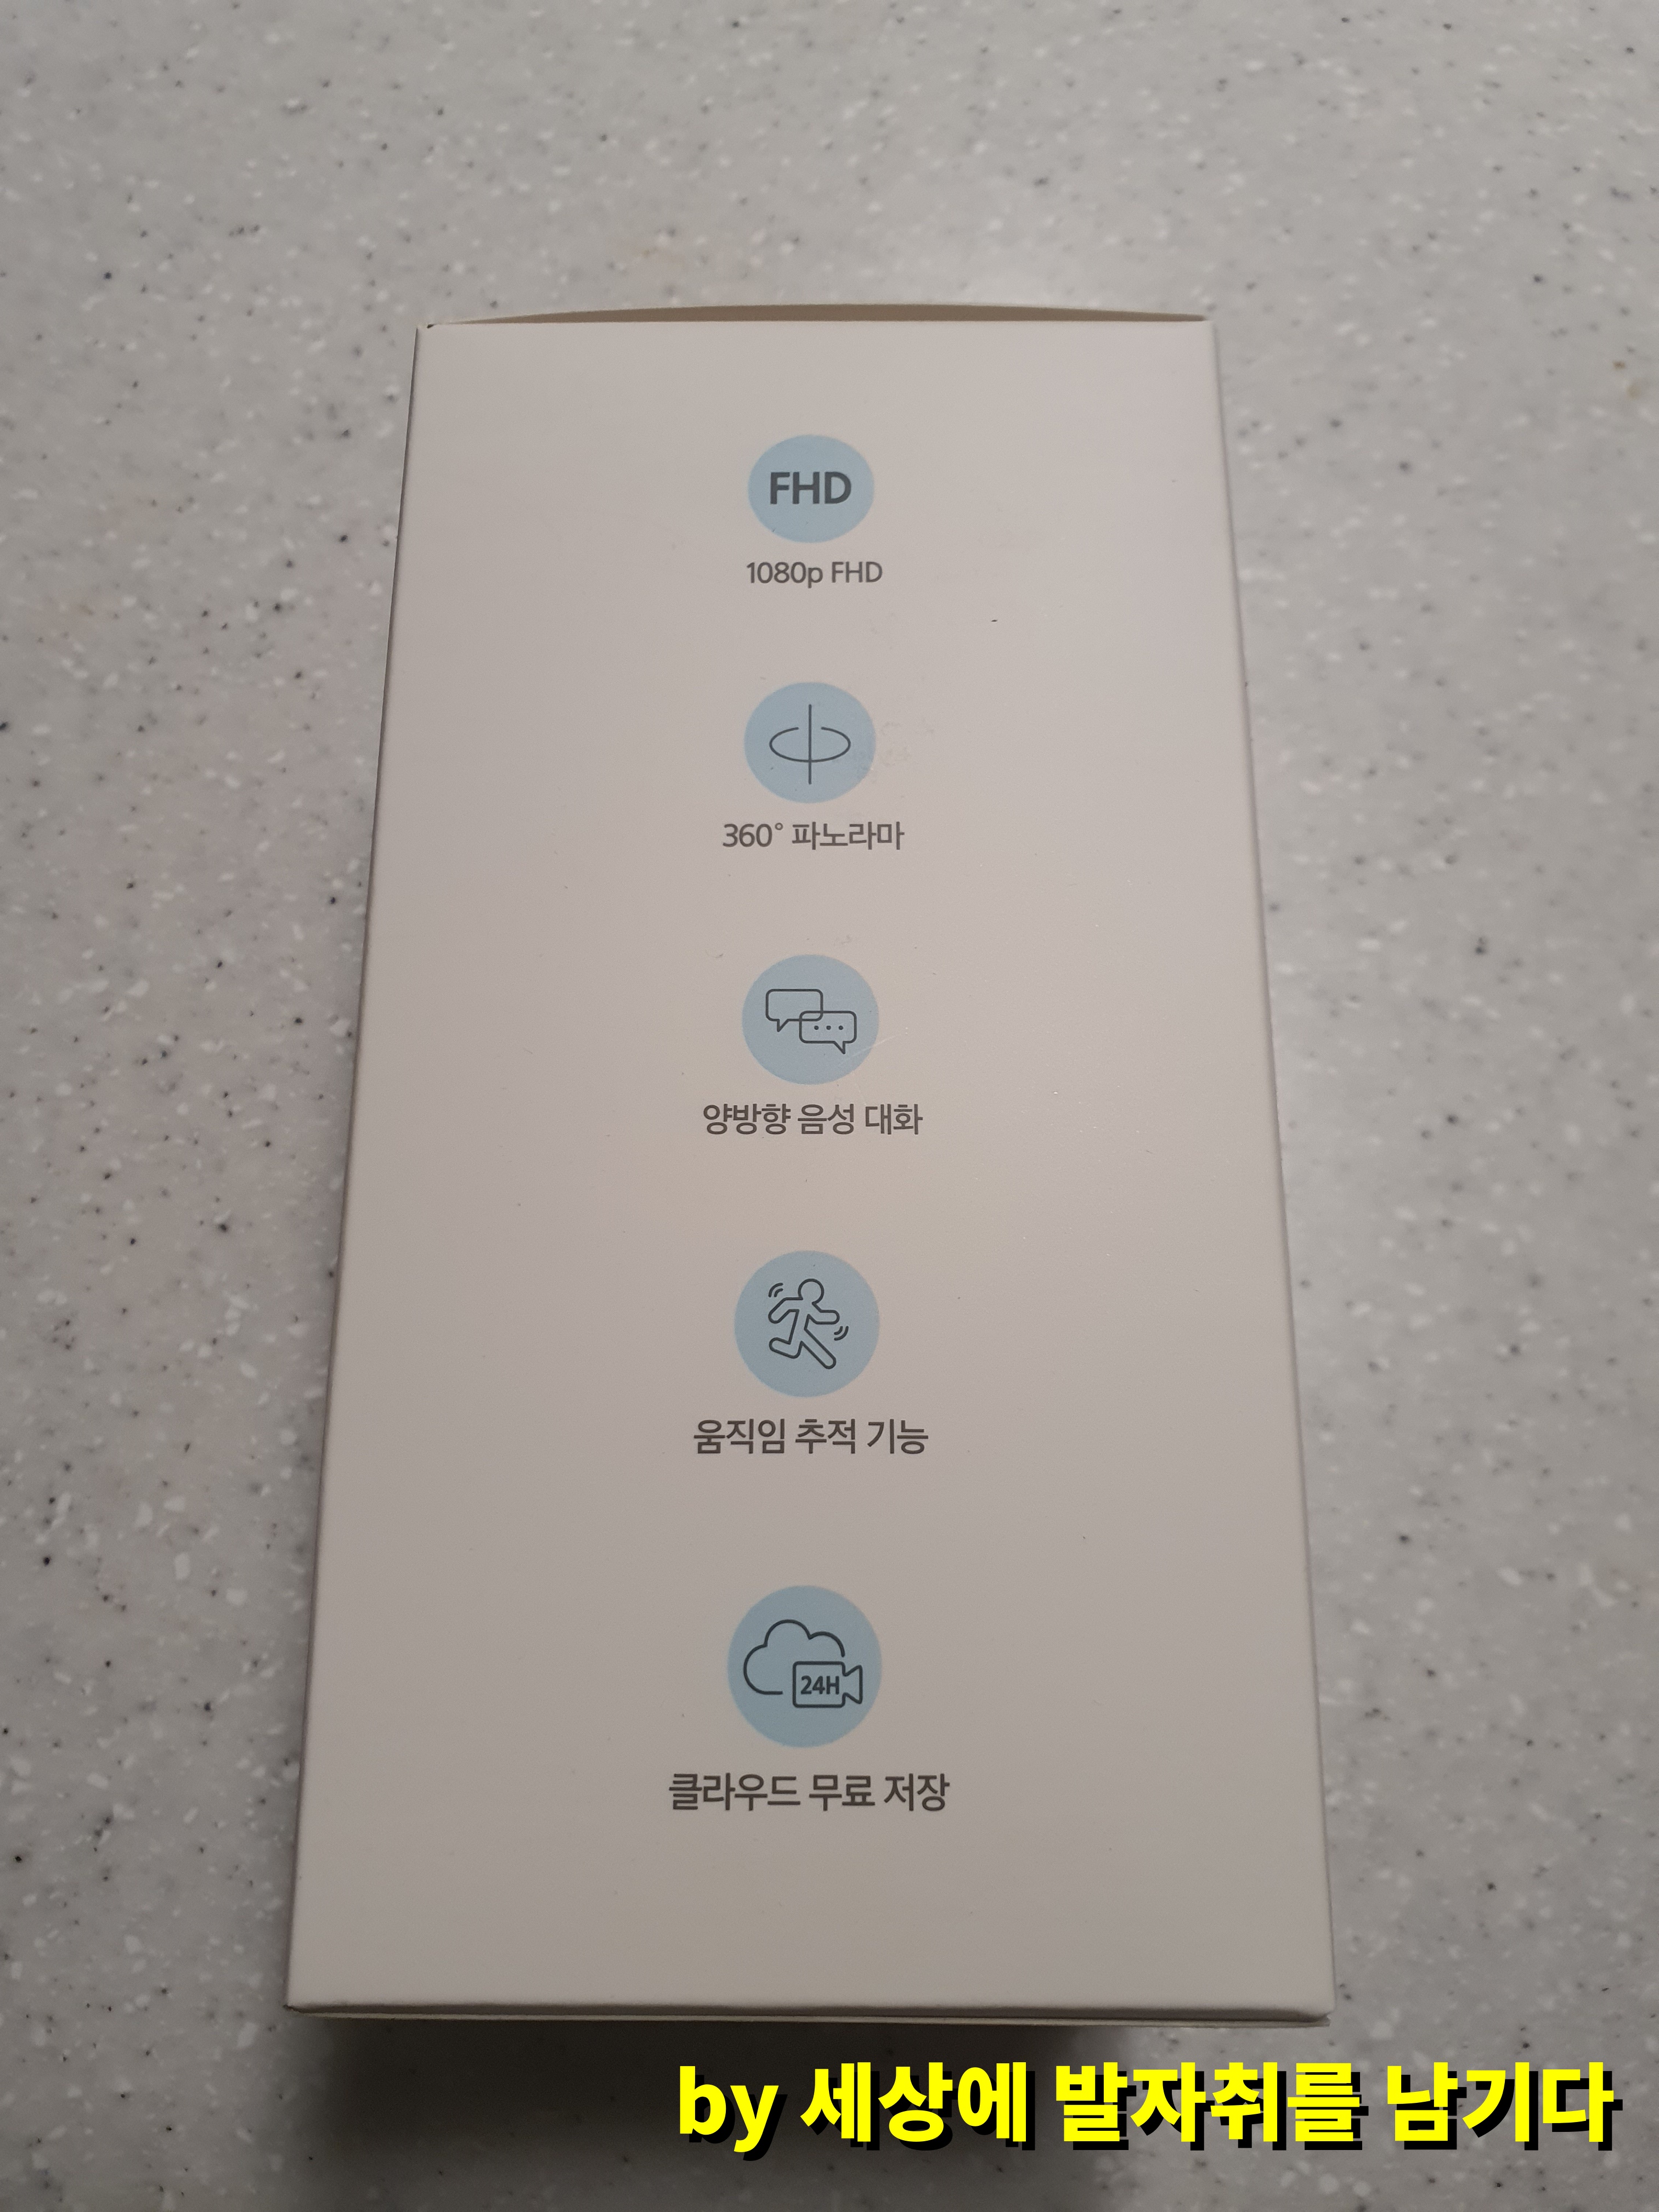 FHD
1080p FHD
360° 파노라마
양방향 음성 대화
움직임 추적 기능
24H
클라우드 무료 저장
by 세상에 발자취를 남기다